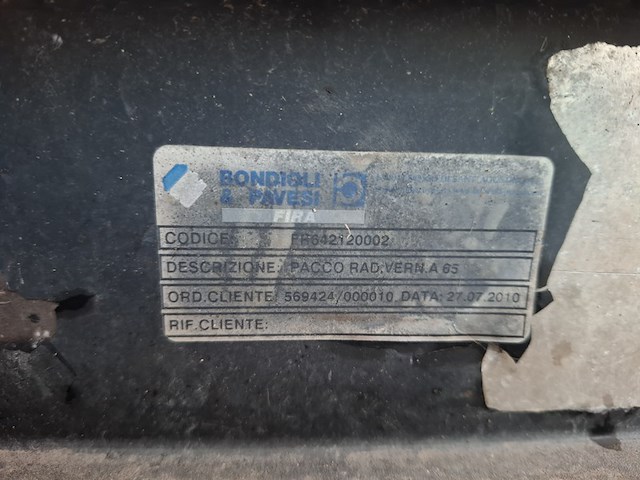 BONDIOLI
& PAVESI
FIRA
CODICE: FR642120002
DESCRIZIONE: PACCO RAD.VERN.A 65
ORD.CLIENTE: 569424/000010 DATA: 27.07.2010
RIF.CLIENTE: